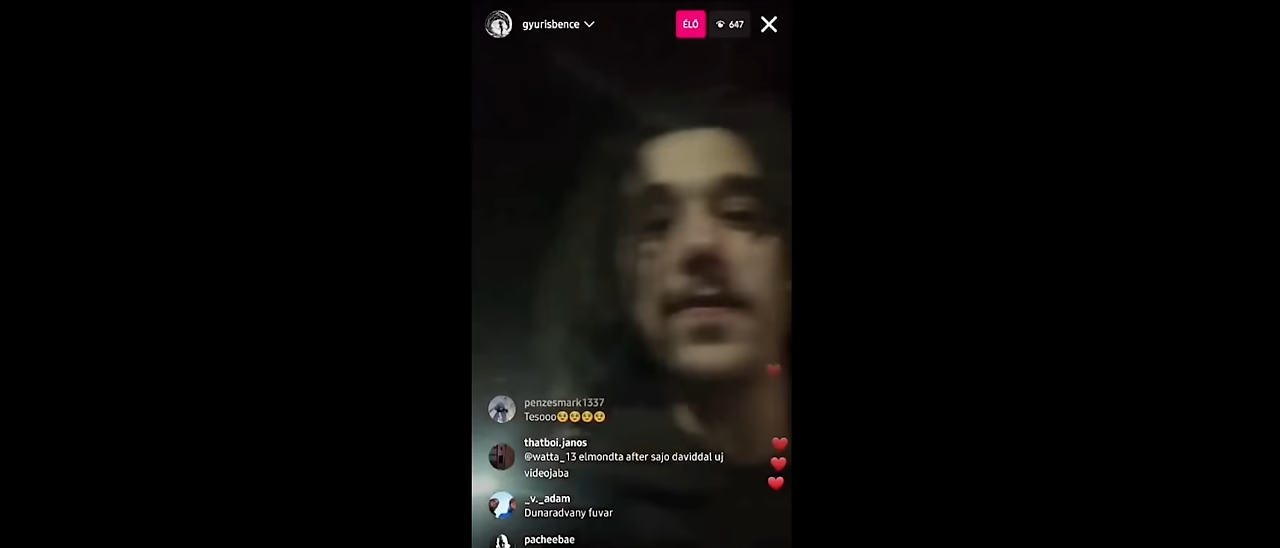 gyurisbence
ÉLŐ
647
penzesmark1337
Tesooo😢😢😢😢
thatboi.janos
@watta_13 elmondta after sajo daviddal uj
videojaba
_v._adam
Dunaradvany fuvar
pacheebae